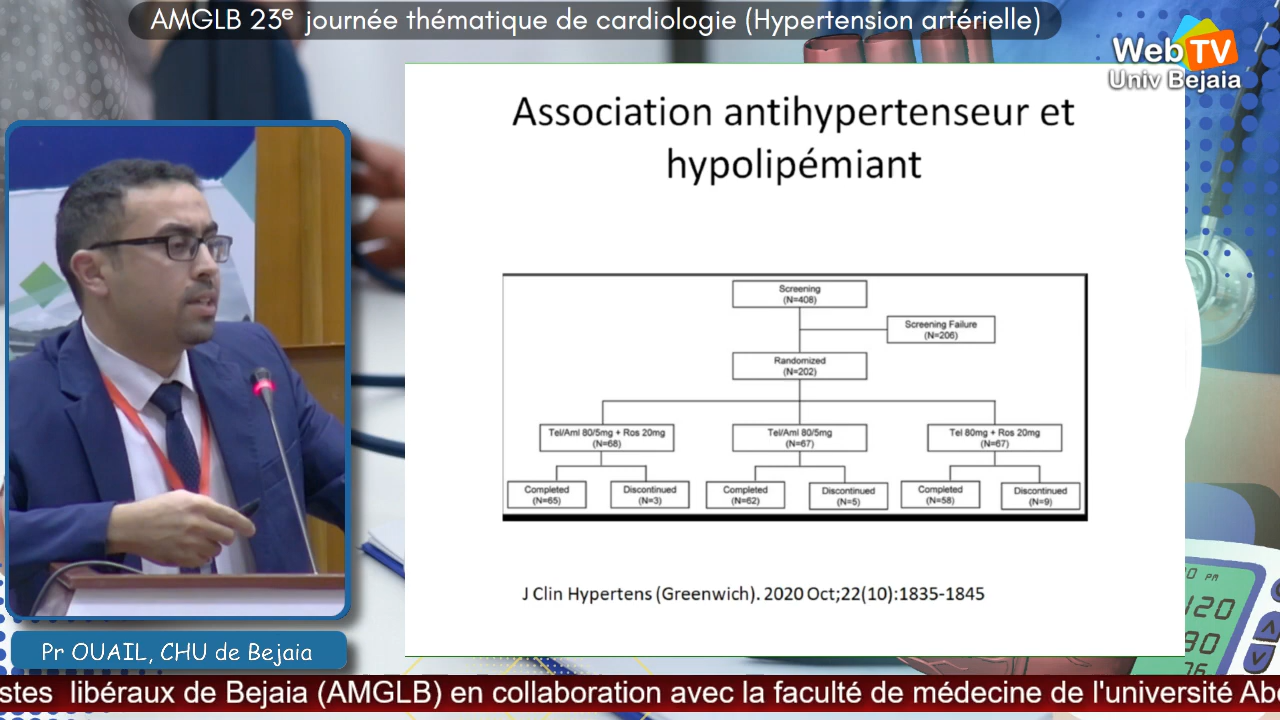 AMGLB 23e journée thématique de cardiologie (Hypertension artérielle)
WebTV
Univ Bejaia
Association antihypertenseur et
hypolipémiant
Screening
(N=408)
Screening Failure
(N=206)
Randomized
(N=202)
Tel/Aml 80/5mg + Ros 20mg
(N=68)
Tel/Aml 80/5mg
(N=67)
Tel 80mg + Ros 20mg
(N=67)
Completed
(N=65)
Discontinued
(N=3)
Completed
(N=62)
Discontinued
(N=5)
Completed
(N=58)
Discontinued
(N=9)
J Clin Hypertens (Greenwich). 2020 Oct;22(10):1835-1845
PM
120
80
76
Pr OUAIL, CHU de Bejaia
stes libéraux de Bejaia (AMGLB) en collaboration avec la faculté de médecine de l'université Abd